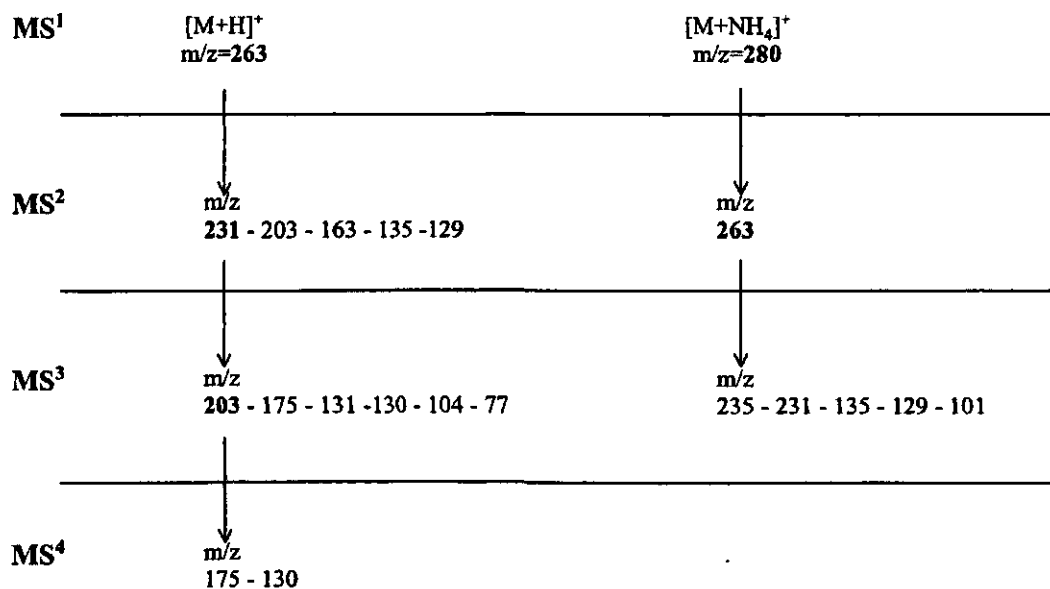 MS¹ [M+H]⁺ [M+NH₄]⁺
m/z=263 m/z=280
MS² m/z m/z
231 - 203 - 163 - 135 -129 263
MS³ m/z m/z
203 - 175 - 131 -130 - 104 - 77 235 - 231 - 135 - 129 - 101
MS⁴ m/z
175 - 130